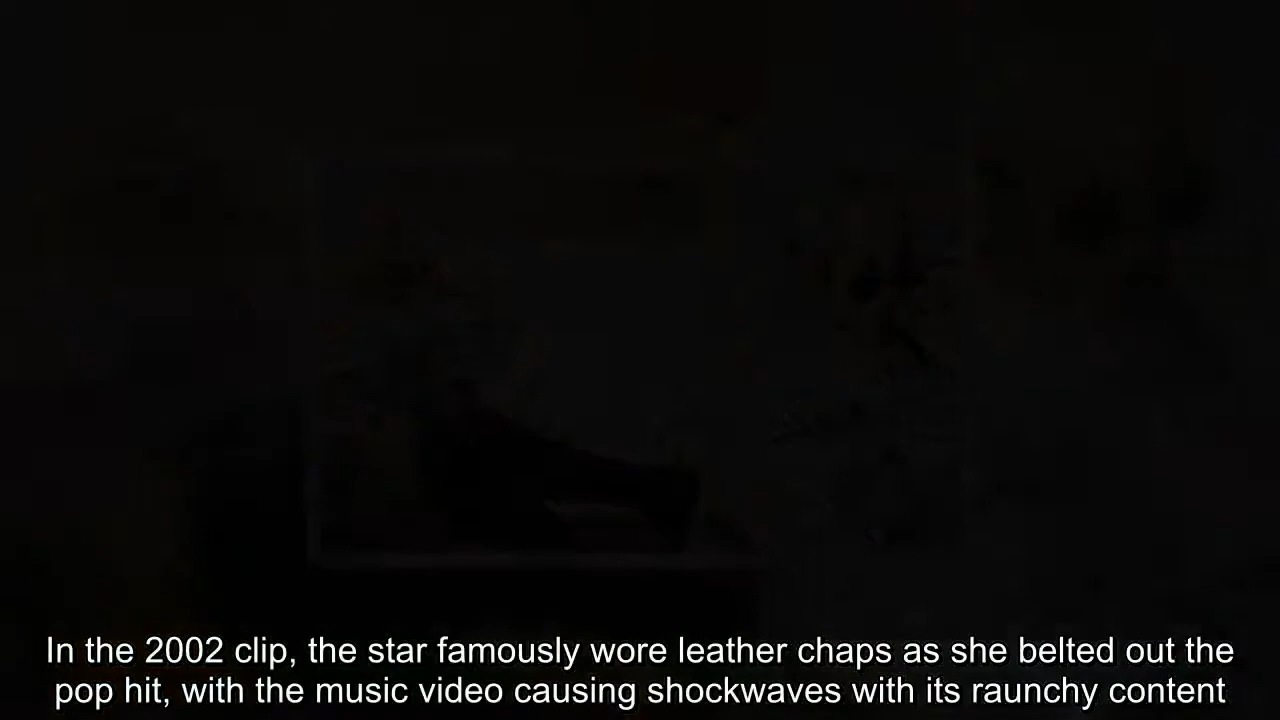 In the 2002 clip, the star famously wore leather chaps as she belted out the
pop hit, with the music video causing shockwaves with its raunchy content